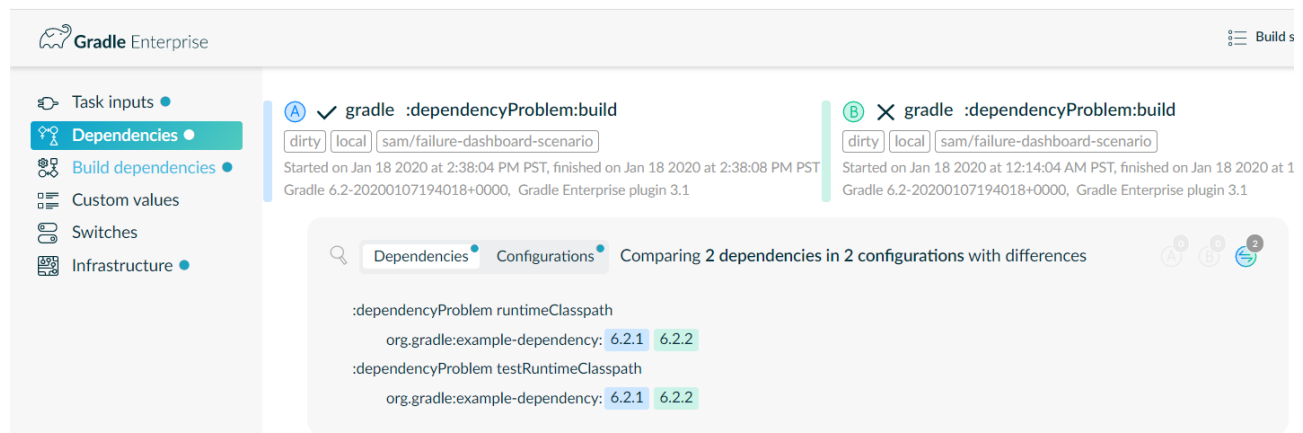 Gradle Enterprise
Build s
Task inputs
Dependencies
Build dependencies
Custom values
Switches
Infrastructure
A gradle :dependencyProblem:build
dirty local sam/failure-dashboard-scenario
Started on Jan 18 2020 at 2:38:04 PM PST, finished on Jan 18 2020 at 2:38:08 PM PST
Gradle 6.2-20200107194018+0000, Gradle Enterprise plugin 3.1
B gradle :dependencyProblem:build
dirty local sam/failure-dashboard-scenario
Started on Jan 18 2020 at 12:14:04 AM PST, finished on Jan 18 2020 at 1
Gradle 6.2-20200107194018+0000, Gradle Enterprise plugin 3.1
Dependencies Configurations Comparing 2 dependencies in 2 configurations with differences A 0 B 0 2
:dependencyProblem runtimeClasspath
org.gradle:example-dependency: 6.2.1 6.2.2
:dependencyProblem testRuntimeClasspath
org.gradle:example-dependency: 6.2.1 6.2.2